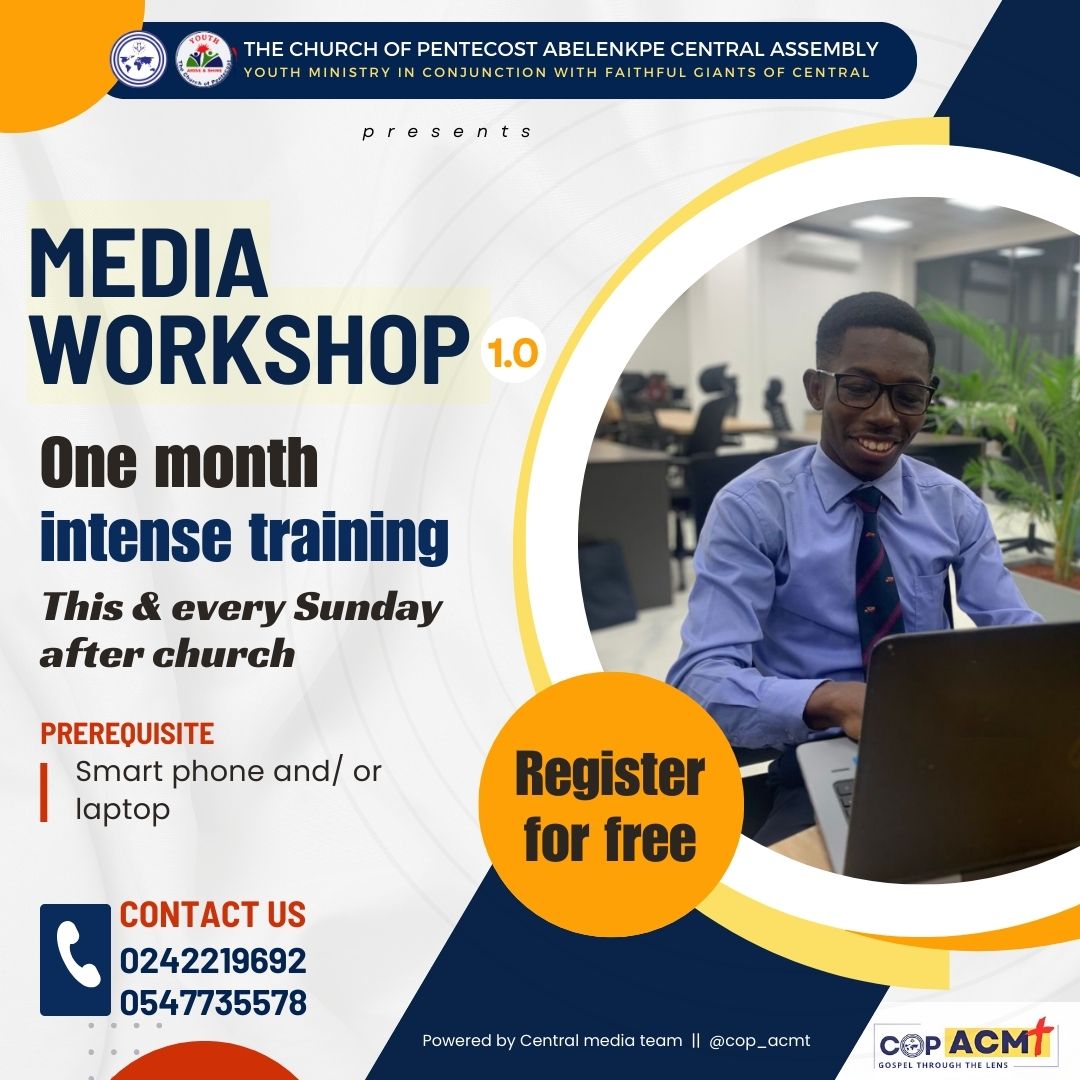 THE CHURCH OF PENTECOST ABELENKPE CENTRAL ASSEMBLY
YOUTH MINISTRY IN CONJUNCTION WITH FAITHFUL GIANTS OF CENTRAL
presents
MEDIA
WORKSHOP 1.0
One month
intense training
This & every Sunday
after church
PREREQUISITE
Smart phone and/ or
laptop
Register
for free
CONTACT US
0242219692
0547735578
Powered by Central media team || @cop_acmt
COP ACMT
GOSPEL THROUGH THE LENS
YOUTH